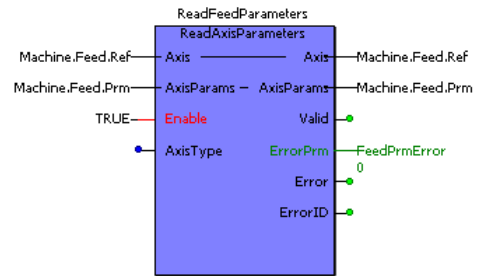 ReadFeedParameters
ReadAxisParameters
Machine.Feed.Ref Axis Axis Machine.Feed.Ref
Machine.Feed.Prm AxisParams AxisParams Machine.Feed.Prm
TRUE Enable Valid
AxisType ErrorPrm FeedPrmError
0
Error
ErrorID